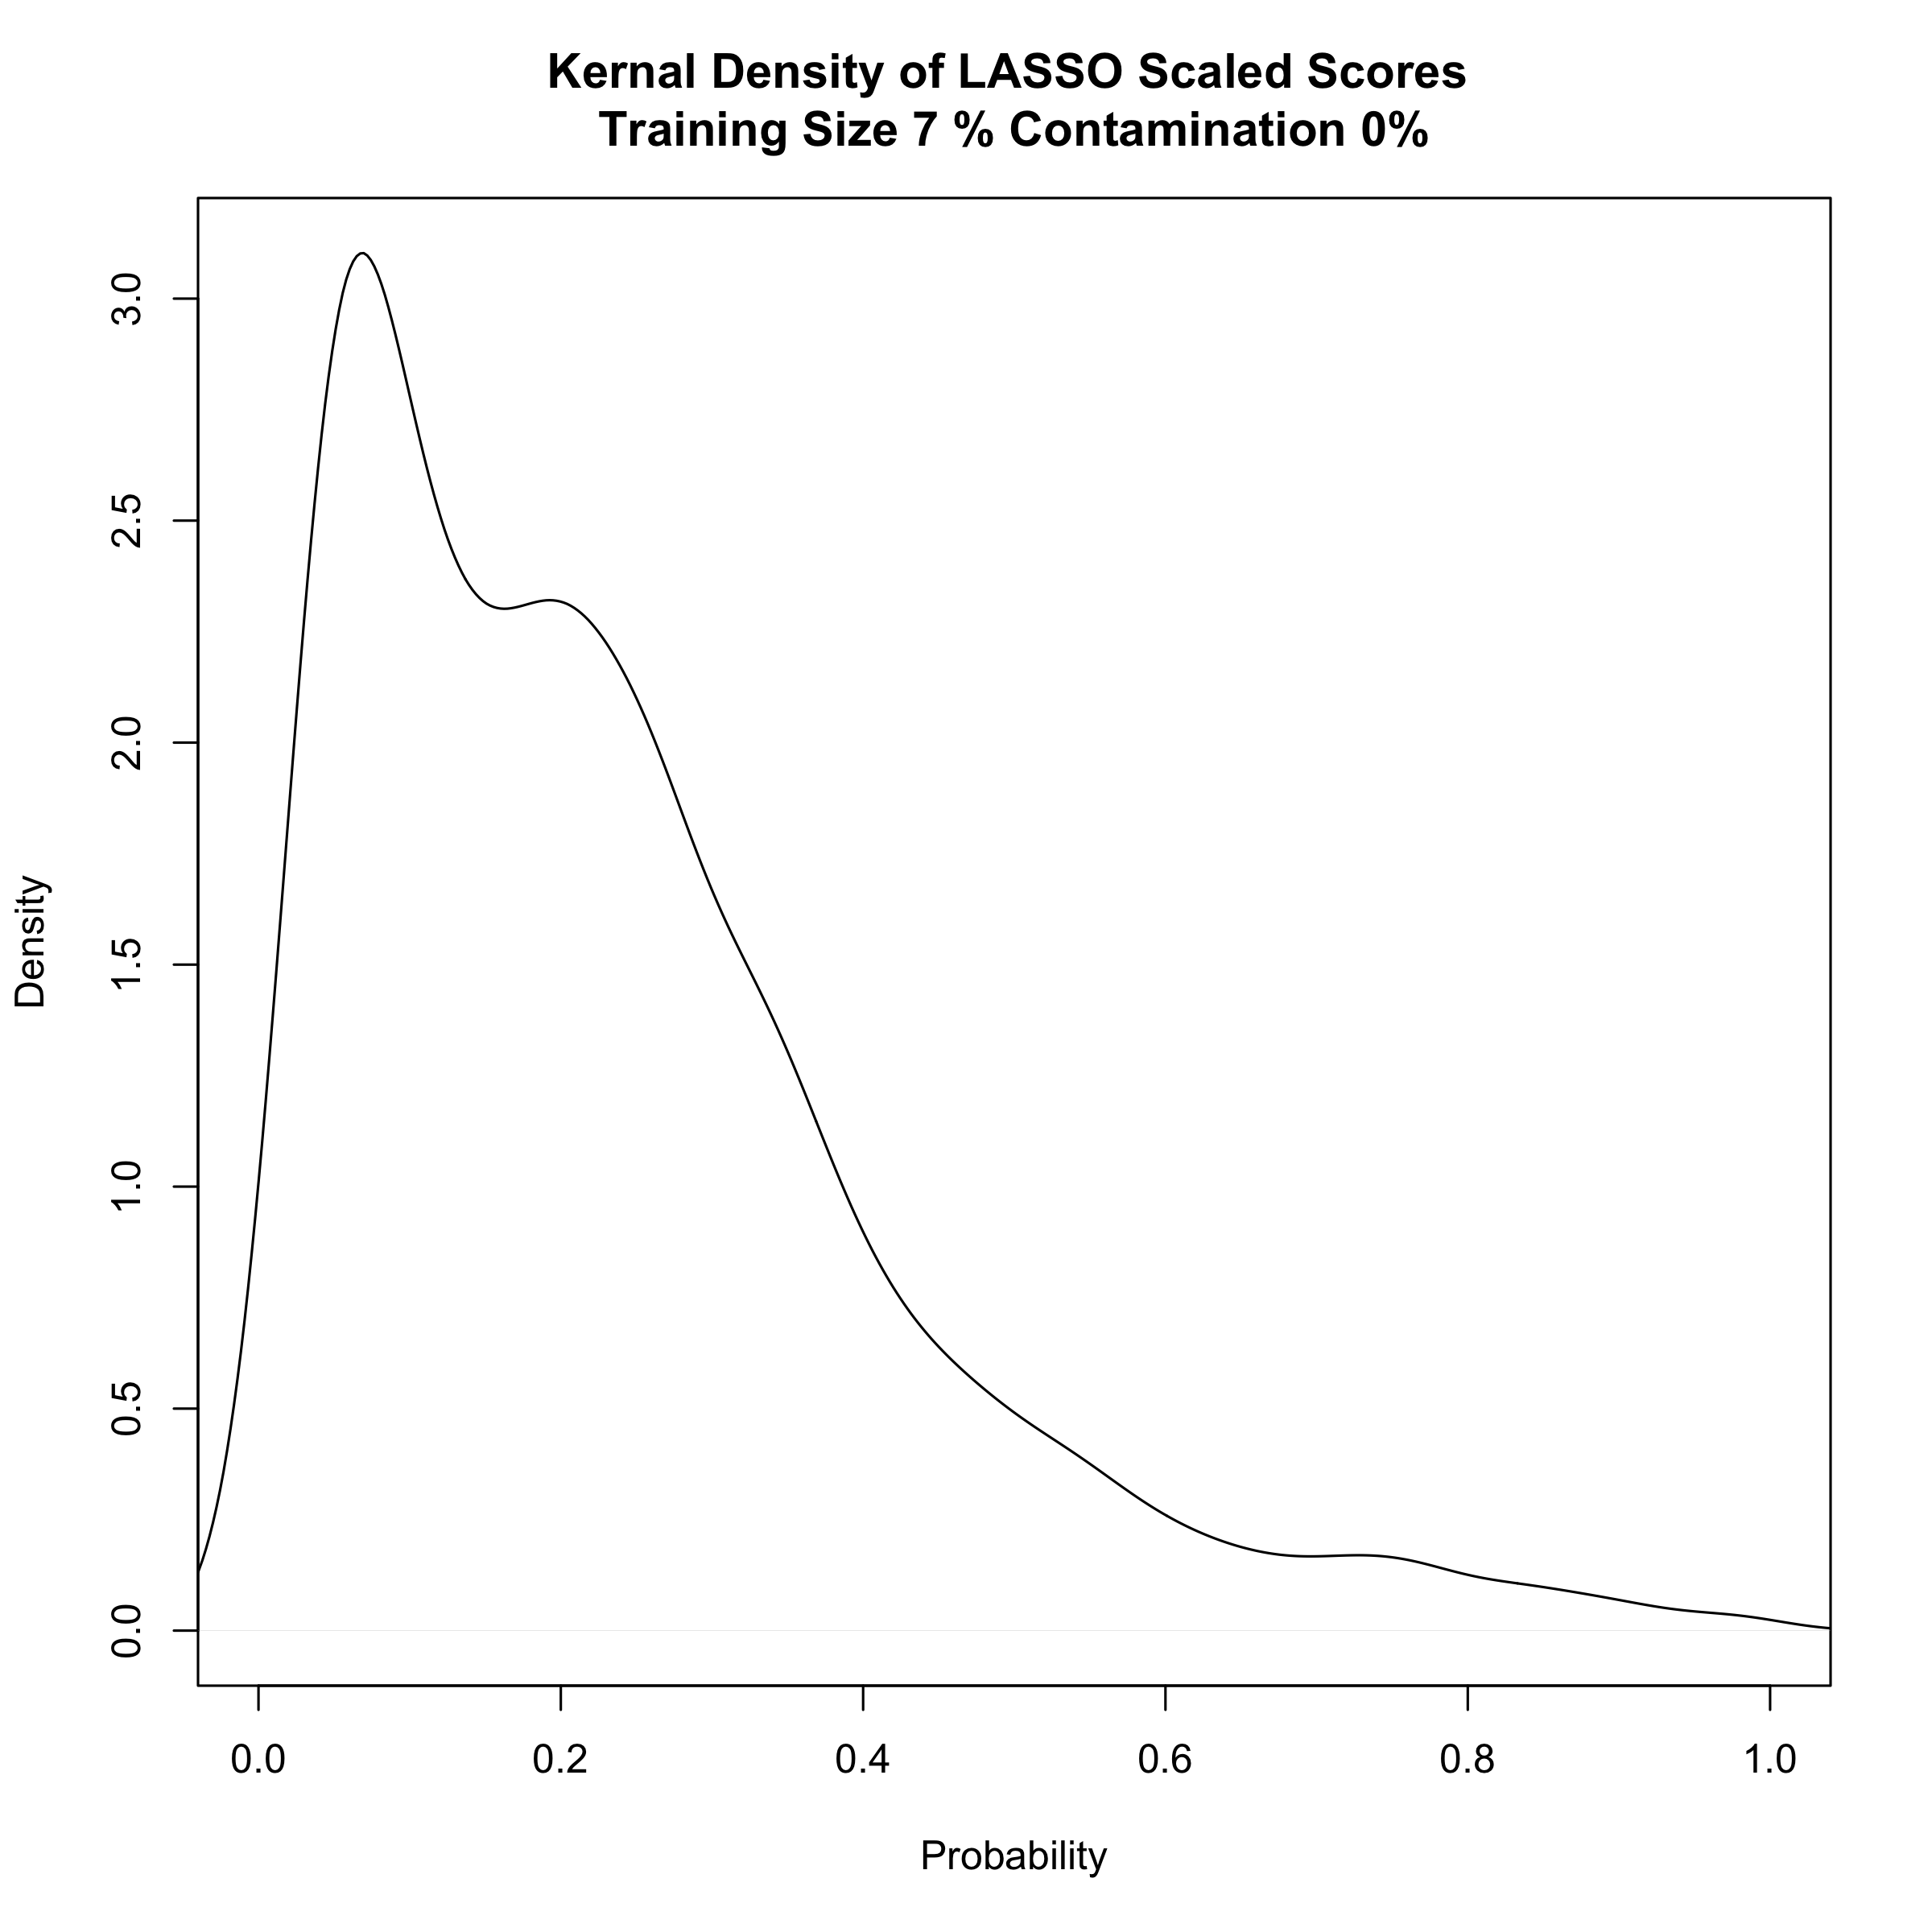 Kernal Density of LASSO Scaled Scores
Training Size 7 % Contamination 0%
Density
3.0
2.5
2.0
1.5
1.0
0.5
0.0
0.0 0.2 0.4 0.6 0.8 1.0
Probability